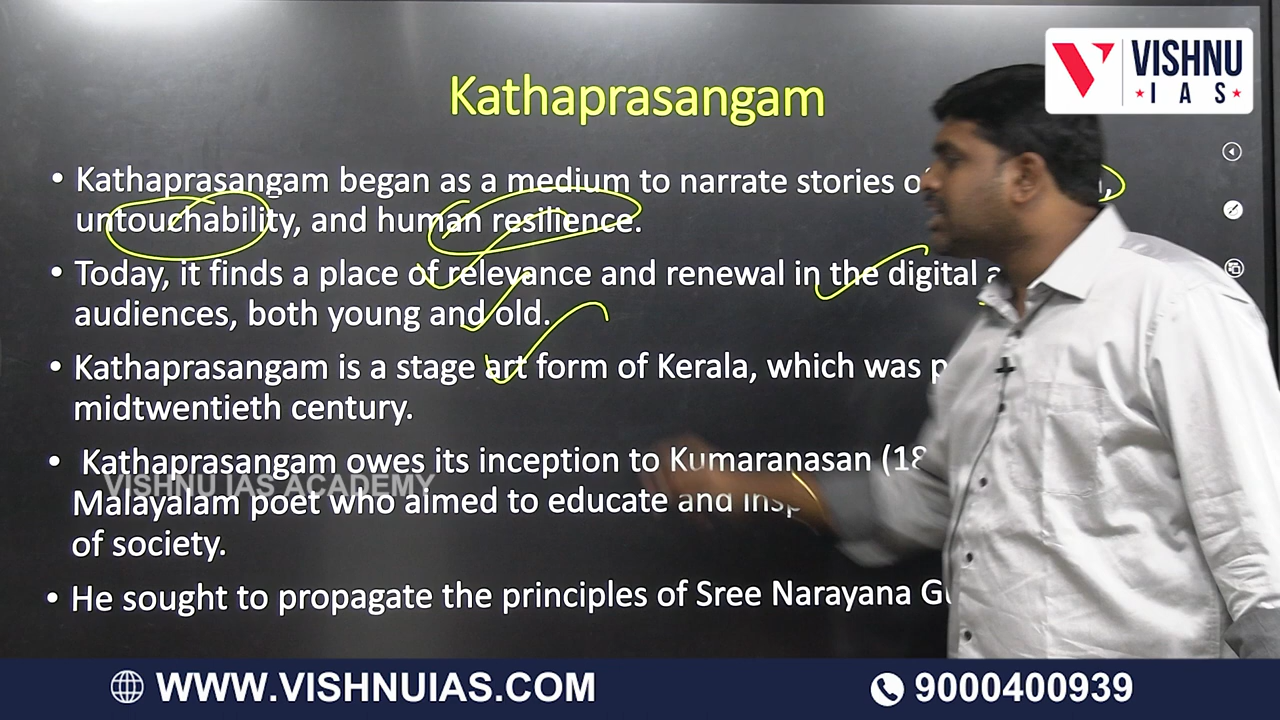 VISHNU
IAS
Kathaprasangam
• Kathaprasangam began as a medium to narrate stories
untouchability, and human resilience.
• Today, it finds a place of relevance and renewal in the digital
audiences, both young and old.
• Kathaprasangam is a stage art form of Kerala, which was
midtwentieth century.
• Kathaprasangam owes its inception to Kumaranasan (18
VISHNU IAS ACADEMY
Malayalam poet who aimed to educate and
of society.
• He sought to propagate the principles of Sree Narayana
WWW.VISHNUIAS.COM
9000400939